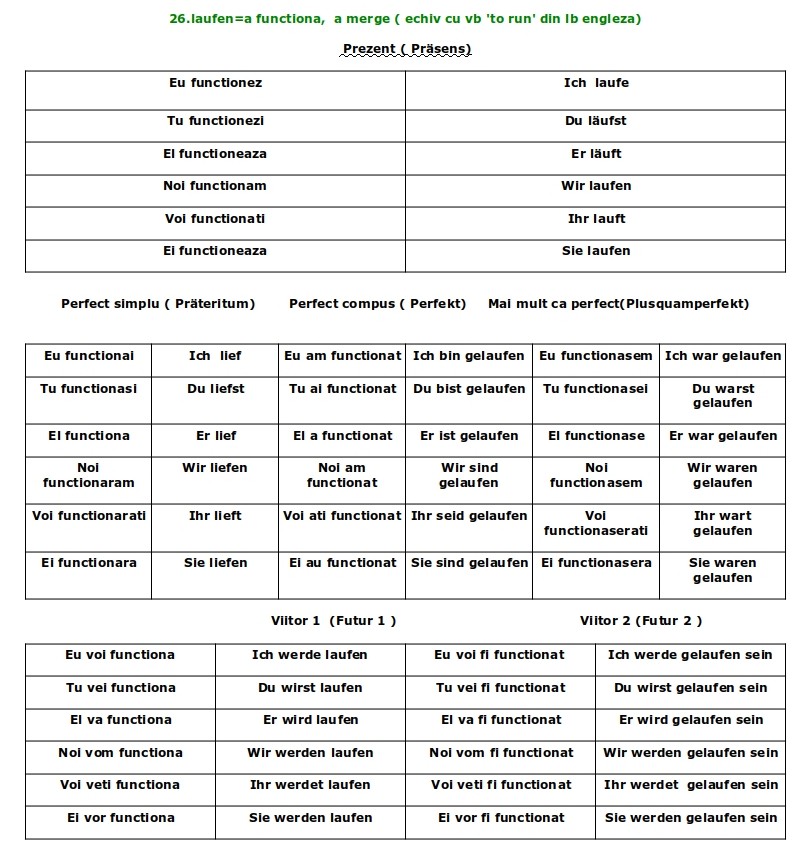 26.laufen=a functiona, a merge ( echiv cu vb 'to run' din lb engleza)
Prezent ( Präsens)
Eu functionez Ich laufe
Tu functionezi Du läufst
El functioneaza Er läuft
Noi functionam Wir laufen
Voi functionati Ihr lauft
Ei functioneaza Sie laufen
Perfect simplu ( Präteritum) Perfect compus ( Perfekt) Mai mult ca perfect(Plusquamperfekt)
Eu functionai Ich lief Eu am functionat Ich bin gelaufen Eu functionasem Ich war gelaufen
Tu functionasi Du liefst Tu ai functionat Du bist gelaufen Tu functionasei Du warst
gelaufen
El functiona Er lief El a functionat Er ist gelaufen El functionase Er war gelaufen
Noi Wir liefen Noi am Wir sind Noi Wir waren
functionaram functionat gelaufen functionasem gelaufen
Voi functionarati Ihr lieft Voi ati functionat Ihr seid gelaufen Voi Ihr wart
functionaserati gelaufen
Ei functionara Sie liefen Ei au functionat Sie sind gelaufen Ei functionasera Sie waren
gelaufen
Viitor 1 (Futur 1 ) Viitor 2 (Futur 2 )
Eu voi functiona Ich werde laufen Eu voi fi functionat Ich werde gelaufen sein
Tu vei functiona Du wirst laufen Tu vei fi functionat Du wirst gelaufen sein
El va functiona Er wird laufen El va fi functionat Er wird gelaufen sein
Noi vom functiona Wir werden laufen Noi vom fi functionat Wir werden gelaufen sein
Voi veti functiona Ihr werdet laufen Voi veti fi functionat Ihr werdet gelaufen sein
Ei vor functiona Sie werden laufen Ei vor fi functionat Sie werden gelaufen sein